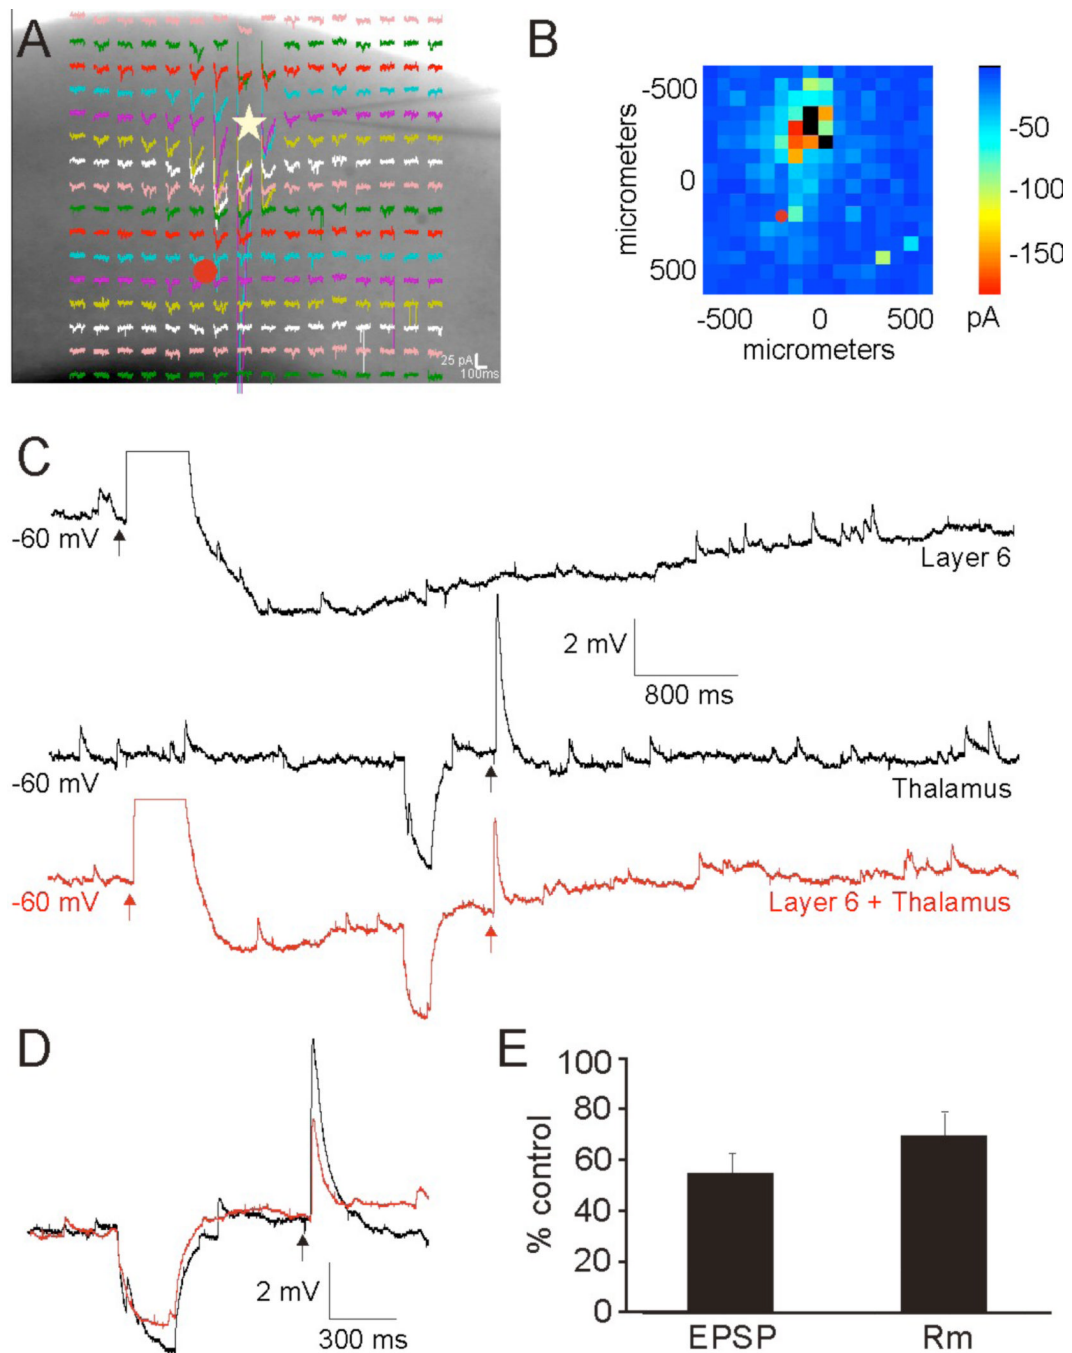 A
25 pA
100ms
B
-500
0
500
micrometers
-500 0 500
micrometers
-50
-100
-150
pA
C
-60 mV
Layer 6
2 mV
800 ms
-60 mV
Thalamus
-60 mV
Layer 6 + Thalamus
D
2 mV
300 ms
E
100
80
60
40
20
0
% control
EPSP Rm